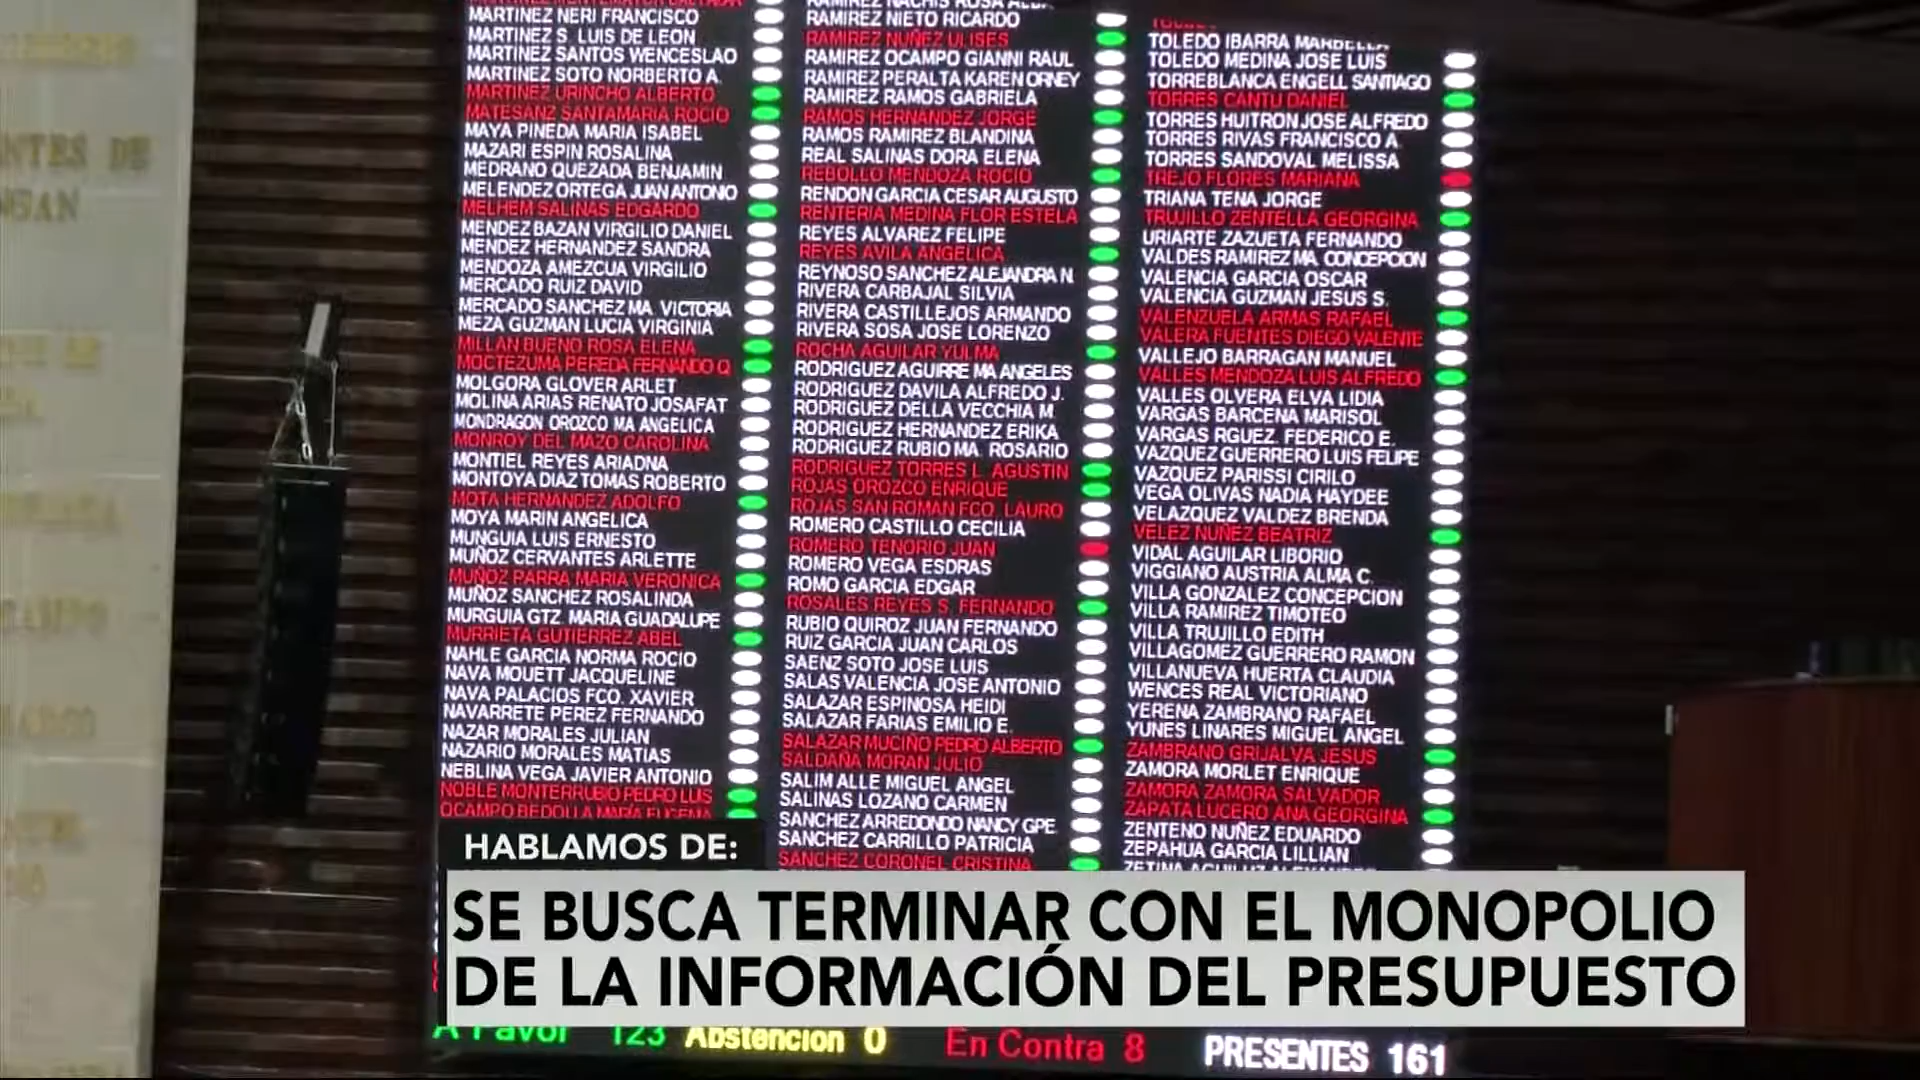 NTES DE
MARTINEZ NERI FRANCISCO
MARTINEZ S. LUIS DE LEON
MARTINEZ SANTOS WENCESLAO
MARTINEZ SOTO NORBERTO A.
MARTINEZ URINCHO ALBERTO
MATESANZ SANTAMARIA ROCIO
MAYA PINEDA MARIA ISABEL
MAZARI ESPIN ROSALINA
MEDRANO QUEZADA BENJAMIN
MELENDEZ ORTEGA JUAN ANTONIO
MELHEM SALINAS EDGARDO
MENDEZ BAZAN VIRGILIO DANIEL
MENDEZ HERNANDEZ SANDRA
MENDOZA AMEZCUA VIRGILIO
MERCADO RUIZ DAVID
MERCADO SANCHEZ MA. VICTORIA
MEZA GUZMAN LUCIA VIRGINIA
MILLAN BUENO ROSA ELENA
MOCTEZUMA PEREDA FERNANDO Q.
MOLGORA GLOVER ARLET
MOLINA ARIAS RENATO JOSAFAT
MONDRAGON OROZCO MA ANGELICA
MONROY DEL MAZO CAROLINA
MONTIEL REYES ARIADNA
MONTOYA DIAZ TOMAS ROBERTO
MOTA HERNANDEZ ADOLFO
MOYA MARIN ANGELICA
MUNGUIA LUIS ERNESTO
MUÑOZ CERVANTES ARLETTE
MUÑOZ PARRA MARIA VERONICA
MUÑOZ SANCHEZ ROSALINDA
MURGUIA GTZ. MARIA GUADALUPE
MURRIETA GUTIERREZ ABEL
NAHLE GARCIA NORMA ROCIO
NAVA MOUETT JACQUELINE
NAVA PALACIOS FCO. XAVIER
NAVARRETE PEREZ FERNANDO
NAZAR MORALES JULIAN
NAZARIO MORALES MATIAS
NEBLINA VEGA JAVIER ANTONIO
NOBLE MONTERRUBIO PEDRO LUIS
OCAMPO BEDOLLA MARIA EUGENIA
RAMIREZ NACHIS ROSA ALBA
RAMIREZ NIETO RICARDO
RAMIREZ NUÑEZ ULISES
RAMIREZ OCAMPO GIANNI RAUL
RAMIREZ PERALTA KAREN ORNEY
RAMIREZ RAMOS GABRIELA
RAMOS HERNANDEZ JORGE
RAMOS RAMIREZ BLANDINA
REAL SALINAS DORA ELENA
REBOLLO MENDOZA ROCIO
RENDON GARCIA CESAR AUGUSTO
RENTERIA MEDINA FLOR ESTELA
REYES ALVAREZ FELIPE
REYES AVILA ANGELICA
REYNOSO SANCHEZ ALEJANDRA N.
RIVERA CARBAJAL SILVIA
RIVERA CASTILLEJOS ARMANDO
RIVERA SOSA JOSE LORENZO
ROCHA AGUILAR YULMA
RODRIGUEZ AGUIRRE MA ANGELES
RODRIGUEZ DAVILA ALFREDO J.
RODRIGUEZ DELLA VECCHIA M.
RODRIGUEZ HERNANDEZ ERIKA
RODRIGUEZ RUBIO MA. ROSARIO
RODRIGUEZ TORRES L. AGUSTIN
ROJAS OROZCO ENRIQUE
ROJAS SAN ROMAN FCO. LAURO
ROMERO CASTILLO CECILIA
ROMERO TENORIO JUAN
ROMERO VEGA ESDRAS
ROMO GARCIA EDGAR
ROSALES REYES S. FERNANDO
RUBIO QUIROZ JUAN FERNANDO
RUIZ GARCIA JUAN CARLOS
SAENZ SOTO JOSE LUIS
SALAS VALENCIA JOSE ANTONIO
SALAZAR ESPINOSA HEIDI
SALAZAR FARIAS EMILIO E.
SALAZAR MUCIÑO PEDRO ALBERTO
SALDAÑA MORAN JULIO
SALIM ALLE MIGUEL ANGEL
SALINAS LOZANO CARMEN
SANCHEZ ARREDONDO NANCY GPE.
SANCHEZ CARRILLO PATRICIA
SANCHEZ CORONEL CRISTINA
TOLEDO IBARRA MARBELLA
TOLEDO MEDINA JOSE LUIS
TORREBLANCA ENGELL SANTIAGO
TORRES CANTU DANIEL
TORRES HUITRON JOSE ALFREDO
TORRES RIVAS FRANCISCO A.
TORRES SANDOVAL MELISSA
TREJO FLORES MARIANA
TRIANA TENA JORGE
TRUJILLO ZENTELLA GEORGINA
URIARTE ZAZUETA FERNANDO
VALDES RAMIREZ MA. CONCEPCION
VALENCIA GARCIA OSCAR
VALENCIA GUZMAN JESUS S.
VALENZUELA ARMAS RAFAEL
VALERA FUENTES DIEGO VALENTE
VALLEJO BARRAGAN MANUEL
VALLES MENDOZA LUIS ALFREDO
VALLES OLVERA ELVA LIDIA
VARGAS BARCENA MARISOL
VARGAS RGUEZ. FEDERICO E.
VAZQUEZ GUERRERO LUIS FELIPE
VAZQUEZ PARISSI CIRILO
VEGA OLIVAS NADIA HAYDEE
VELAZQUEZ VALDEZ BRENDA
VELEZ NUÑEZ BEATRIZ
VIDAL AGUILAR LIBORIO
VIGGIANO AUSTRIA ALMA C.
VILLA GONZALEZ CONCEPCION
VILLA RAMIREZ TIMOTEO
VILLA TRUJILLO EDITH
VILLAGOMEZ GUERRERO RAMON
VILLANUEVA HUERTA CLAUDIA
WENCES REAL VICTORIANO
YERENA ZAMBRANO RAFAEL
YUNES LINARES MIGUEL ANGEL
ZAMBRANO GRIJALVA JESUS
ZAMORA MORLET ENRIQUE
ZAMORA ZAMORA SALVADOR
ZAPATA LUCERO ANA GEORGINA
ZENTENO NUÑEZ EDUARDO
ZEPAHUA GARCIA LILLIAN
HABLAMOS DE:
SE BUSCA TERMINAR CON EL MONOPOLIO
DE LA INFORMACIÓN DEL PRESUPUESTO
A Favor 123 Abstencion 0 En Contra 8 PRESENTES 161